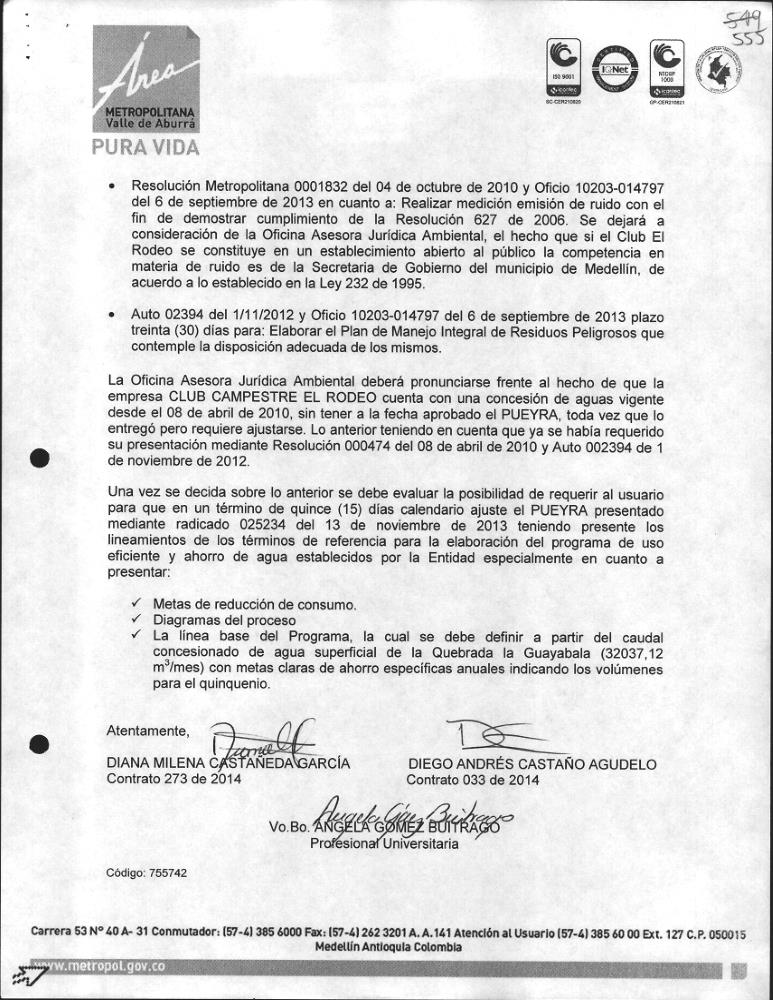 549
555
Área
METROPOLITANA
Valle de Aburrá
PURA VIDA
ISO 9001
icontec
SC-CER210820
IQNet
NTCGP
1000
icontec
GP-CER210821
• Resolución Metropolitana 0001832 del 04 de octubre de 2010 y Oficio 10203-014797
del 6 de septiembre de 2013 en cuanto a: Realizar medición emisión de ruido con el
fin de demostrar cumplimiento de la Resolución 627 de 2006. Se dejará a
consideración de la Oficina Asesora Jurídica Ambiental, el hecho que si el Club El
Rodeo se constituye en un establecimiento abierto al público la competencia en
materia de ruido es de la Secretaria de Gobierno del municipio de Medellín, de
acuerdo a lo establecido en la Ley 232 de 1995.
• Auto 02394 del 1/11/2012 y Oficio 10203-014797 del 6 de septiembre de 2013 plazo
treinta (30) días para: Elaborar el Plan de Manejo Integral de Residuos Peligrosos que
contemple la disposición adecuada de los mismos.
La Oficina Asesora Jurídica Ambiental deberá pronunciarse frente al hecho de que la
empresa CLUB CAMPESTRE EL RODEO cuenta con una concesión de aguas vigente
desde el 08 de abril de 2010, sin tener a la fecha aprobado el PUEYRA, toda vez que lo
entregó pero requiere ajustarse. Lo anterior teniendo en cuenta que ya se había requerido
su presentación mediante Resolución 000474 del 08 de abril de 2010 y Auto 002394 de 1
de noviembre de 2012.
Una vez se decida sobre lo anterior se debe evaluar la posibilidad de requerir al usuario
para que en un término de quince (15) días calendario ajuste el PUEYRA presentado
mediante radicado 025234 del 13 de noviembre de 2013 teniendo presente los
lineamientos de los términos de referencia para la elaboración del programa de uso
eficiente y ahorro de agua establecidos por la Entidad especialmente en cuanto a
presentar:
✓ Metas de reducción de consumo.
✓ Diagramas del proceso
✓ La línea base del Programa, la cual se debe definir a partir del caudal
concesionado de agua superficial de la Quebrada la Guayabala (32037,12
m³/mes) con metas claras de ahorro específicas anuales indicando los volúmenes
para el quinquenio.
Atentamente,
DIANA MILENA CASTAÑEDA GARCÍA
Contrato 273 de 2014
DIEGO ANDRÉS CASTAÑO AGUDELO
Contrato 033 de 2014
Angela Gómez Buitrago
Vo.Bo. ÁNGELA GÓMEZ BUITRAGO
Profesional Universitaria
Código: 755742
Carrera 53 Nº 40 A- 31 Conmutador: (57-4) 385 6000 Fax: (57-4) 262 3201 A. A. 141 Atención al Usuario (57-4) 385 60 00 Ext. 127 C.P. 050015
Medellín Antioquia Colombia
www.metropol.gov.co